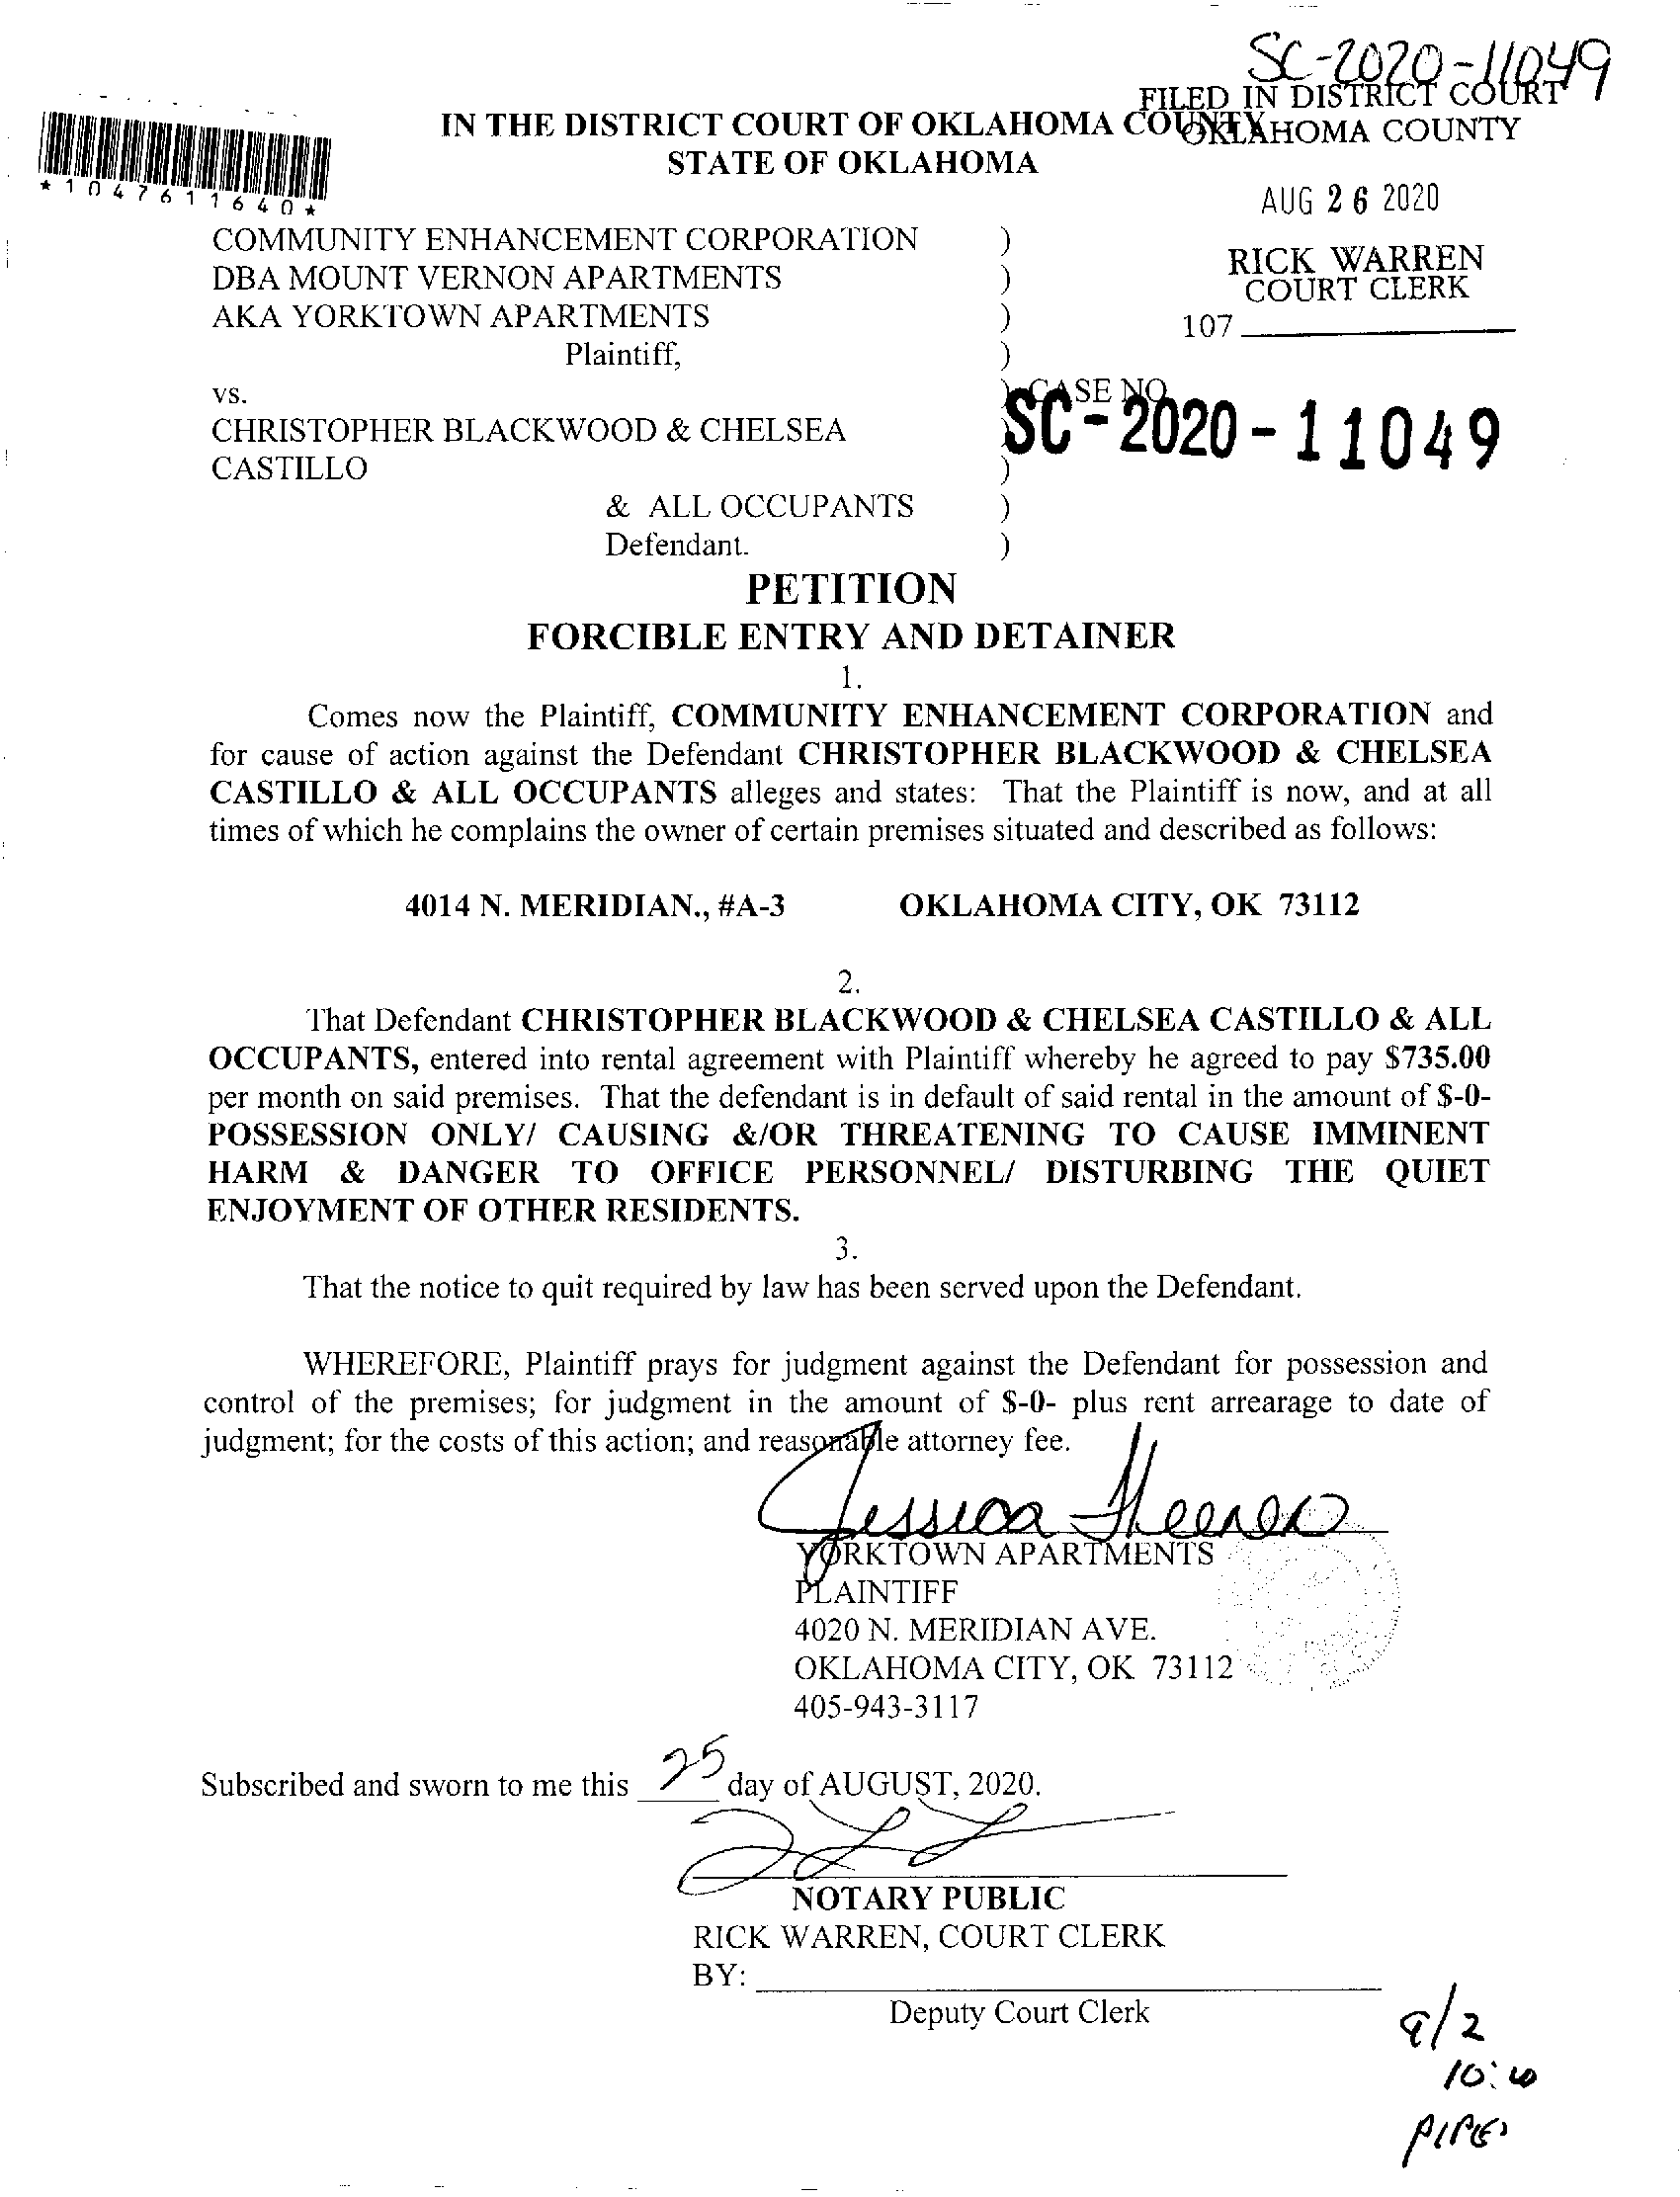 SC-2020-11049
FILED IN DISTRICT COURT
OKLAHOMA COUNTY
IN THE DISTRICT COURT OF OKLAHOMA COUNTY
STATE OF OKLAHOMA
*1047611640*
AUG 26 2020
RICK WARREN
COURT CLERK
107
COMMUNITY ENHANCEMENT CORPORATION )
DBA MOUNT VERNON APARTMENTS )
AKA YORKTOWN APARTMENTS )
Plaintiff, )
vs. ) CASE NO.
SC-2020-11049
CHRISTOPHER BLACKWOOD & CHELSEA )
CASTILLO )
& ALL OCCUPANTS )
Defendant. )
PETITION
FORCIBLE ENTRY AND DETAINER
1.
Comes now the Plaintiff, COMMUNITY ENHANCEMENT CORPORATION and
for cause of action against the Defendant CHRISTOPHER BLACKWOOD & CHELSEA
CASTILLO & ALL OCCUPANTS alleges and states: That the Plaintiff is now, and at all
times of which he complains the owner of certain premises situated and described as follows:
4014 N. MERIDIAN., #A-3 OKLAHOMA CITY, OK 73112
2.
That Defendant CHRISTOPHER BLACKWOOD & CHELSEA CASTILLO & ALL
OCCUPANTS, entered into rental agreement with Plaintiff whereby he agreed to pay $735.00
per month on said premises. That the defendant is in default of said rental in the amount of $-0-
POSSESSION ONLY/ CAUSING &/OR THREATENING TO CAUSE IMMINENT
HARM & DANGER TO OFFICE PERSONNEL/ DISTURBING THE QUIET
ENJOYMENT OF OTHER RESIDENTS.
3.
That the notice to quit required by law has been served upon the Defendant.
WHEREFORE, Plaintiff prays for judgment against the Defendant for possession and
control of the premises; for judgment in the amount of $-0- plus rent arrearage to date of
judgment; for the costs of this action; and reasonable attorney fee.
Jessica
YORKTOWN APARTMENTS
PLAINTIFF
4020 N. MERIDIAN AVE.
OKLAHOMA CITY, OK 73112
405-943-3117
Subscribed and sworn to me this 25 day of AUGUST, 2020.
NOTARY PUBLIC
RICK WARREN, COURT CLERK
BY:
Deputy Court Clerk
9/2